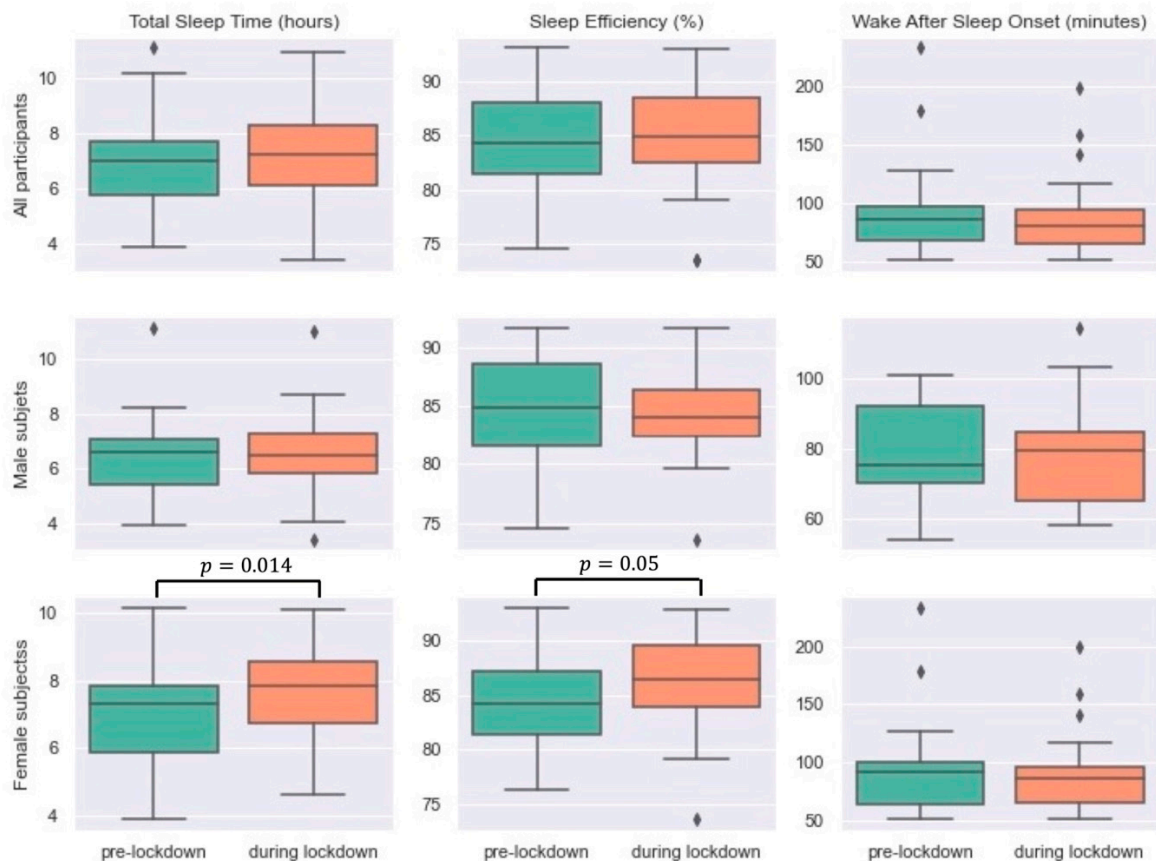 Total Sleep Time (hours)
Sleep Efficiency (%)
Wake After Sleep Onset (minutes)
All participants
10
8
6
4
90
85
80
75
200
150
100
50
Male subjets
10
8
6
4
90
85
80
75
100
80
60
p = 0.014
p = 0.05
Female subjectss
10
8
6
4
90
85
80
75
200
150
100
50
pre-lockdown
during lockdown
pre-lockdown
during lockdown
pre-lockdown
during lockdown